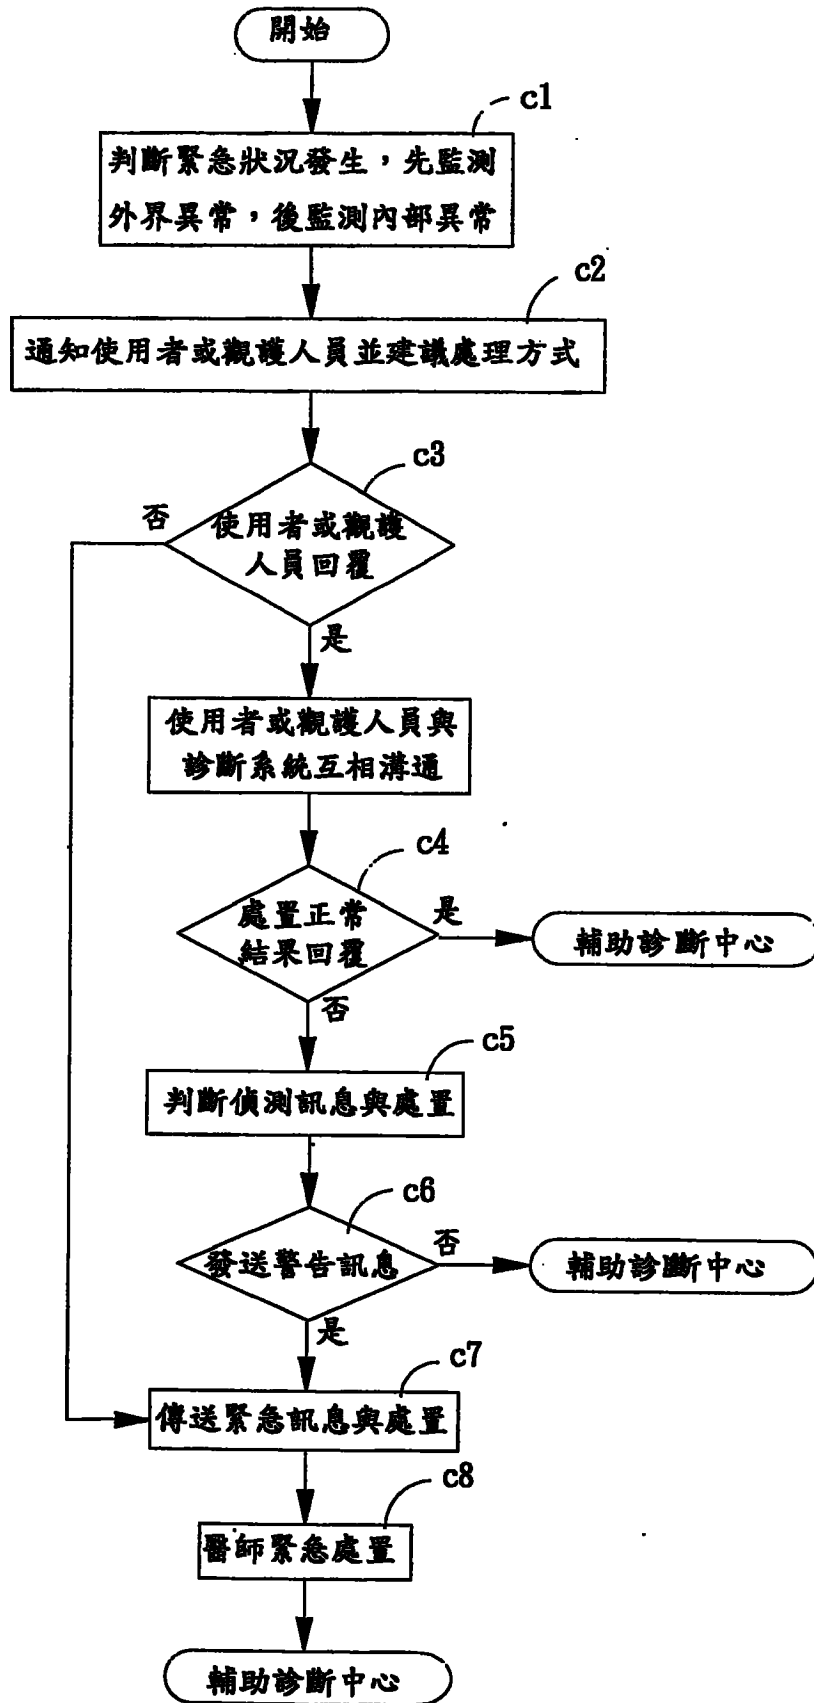 開始
c1
判斷緊急狀況發生，先監測
外界異常，後監測內部異常
c2
通知使用者或觀護人員並建議處理方式
c3
否
使用者或觀護
人員回覆
是
使用者或觀護人員與
診斷系統互相溝通
c4
處置正常
結果回覆
是
輔助診斷中心
否
c5
判斷偵測訊息與處置
c6
發送警告訊息
否
輔助診斷中心
是
c7
傳送緊急訊息與處置
c8
醫師緊急處置
輔助診斷中心